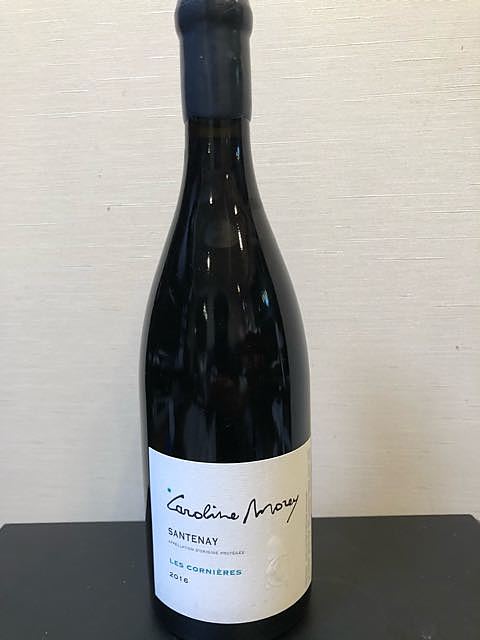 Caroline Morey
SANTENAY
APPELLATION D'ORIGINE PROTÉGÉE
LES CORNIÈRES
2016